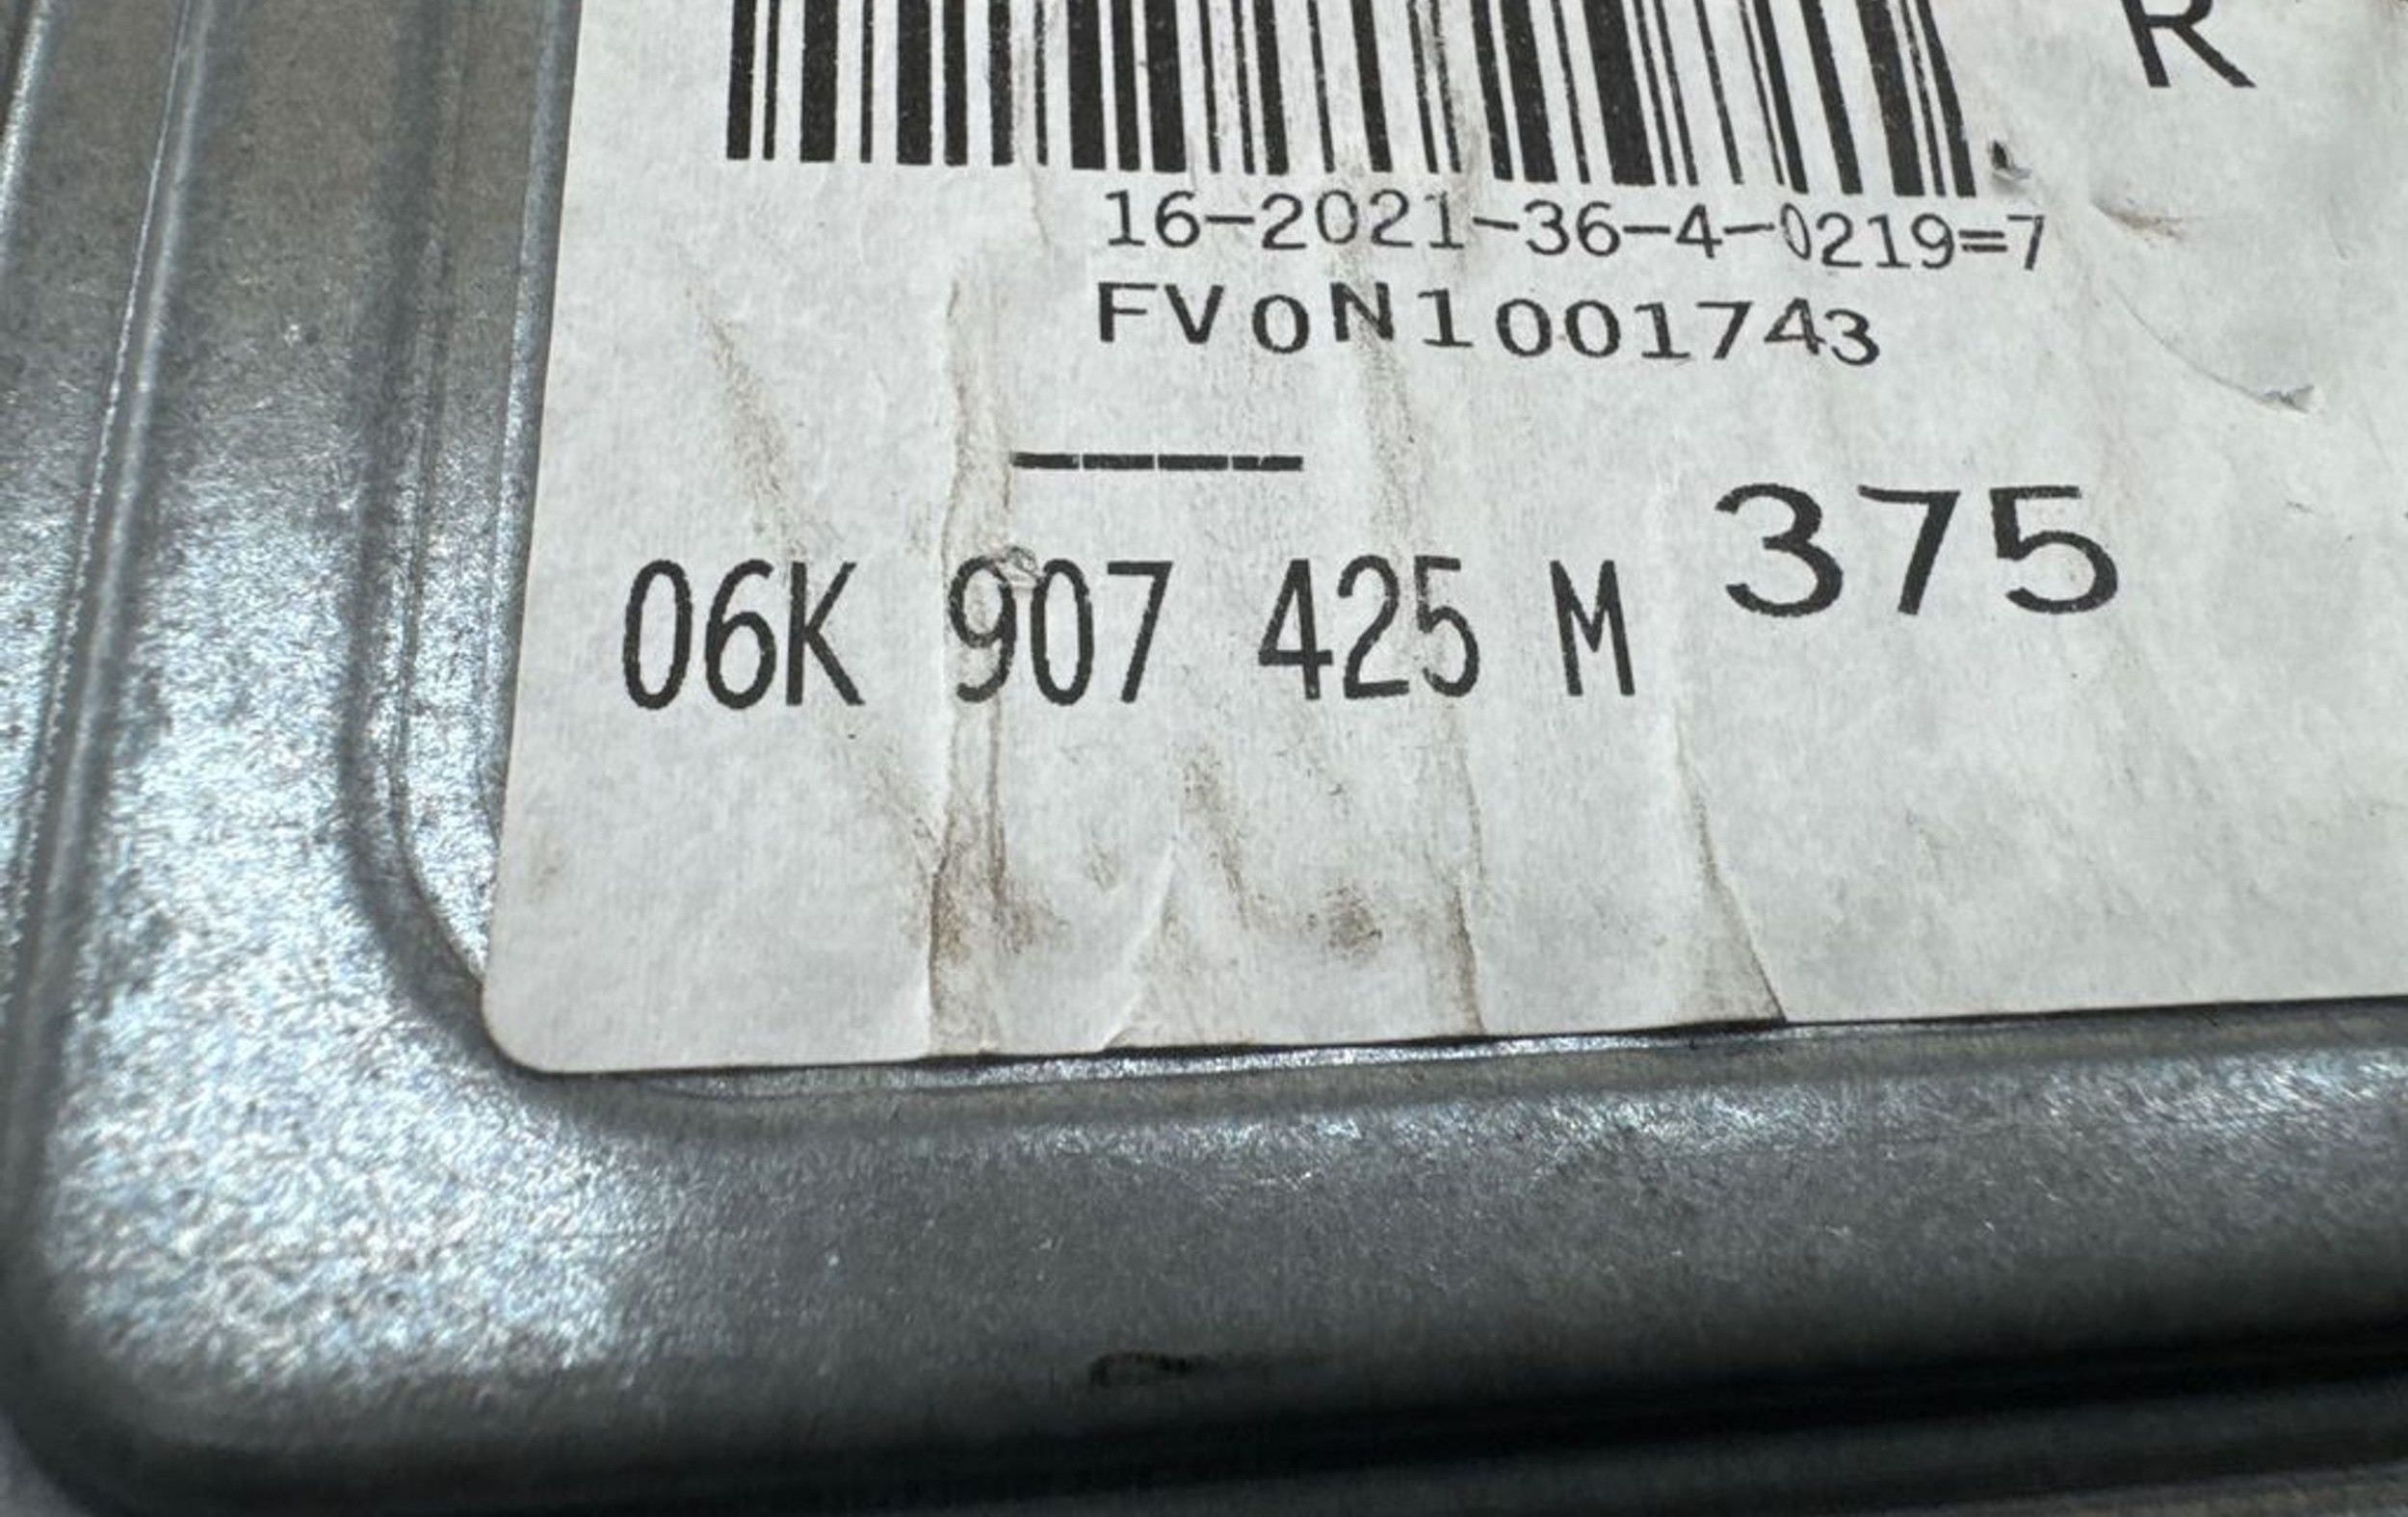 R
16-2021-36-4-0219=7
FV0N1001743
----
06K 907 425 M 375